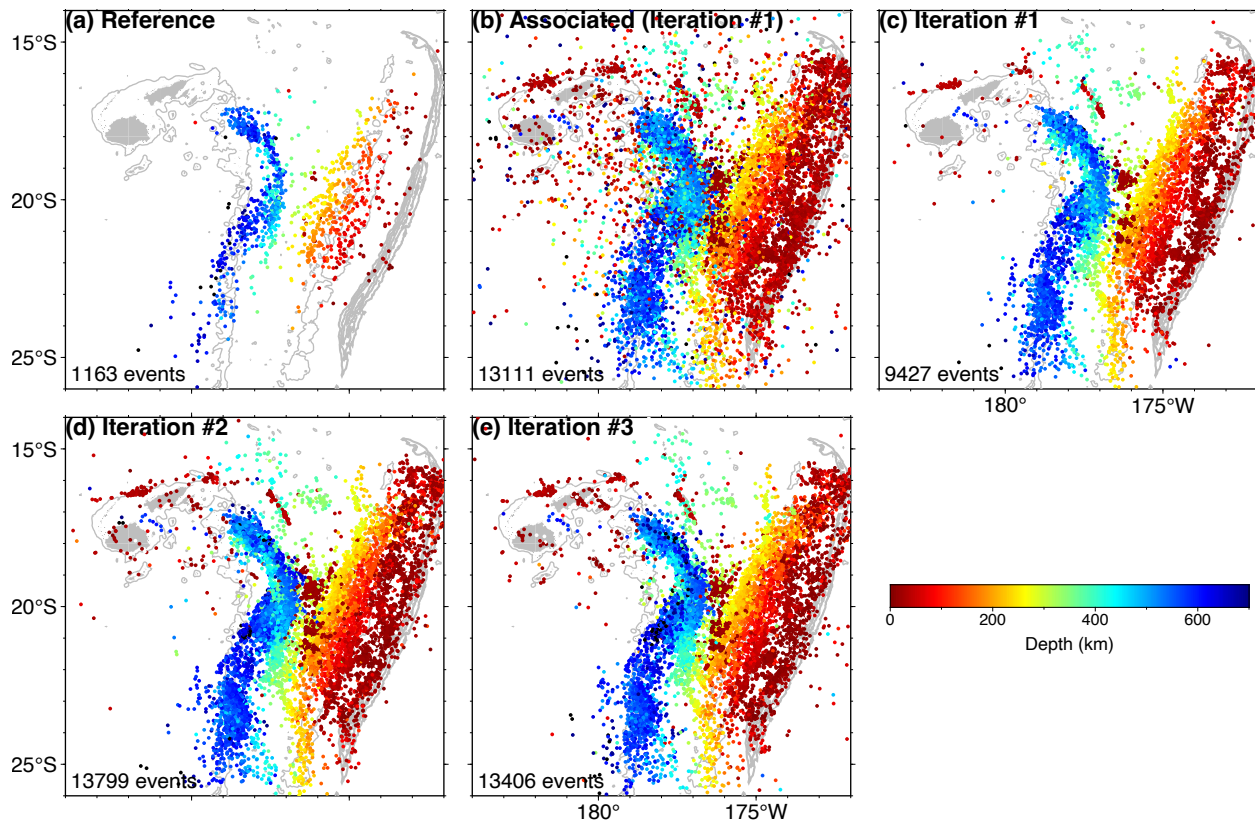 (a) Reference
(b) Associated (Iteration #1)
(c) Iteration #1
15°S
20°S
25°S
1163 events
13111 events
9427 events
180°
175°W
(d) Iteration #2
(e) Iteration #3
15°S
20°S
25°S
13799 events
13406 events
180°
175°W
0
200
400
600
Depth (km)